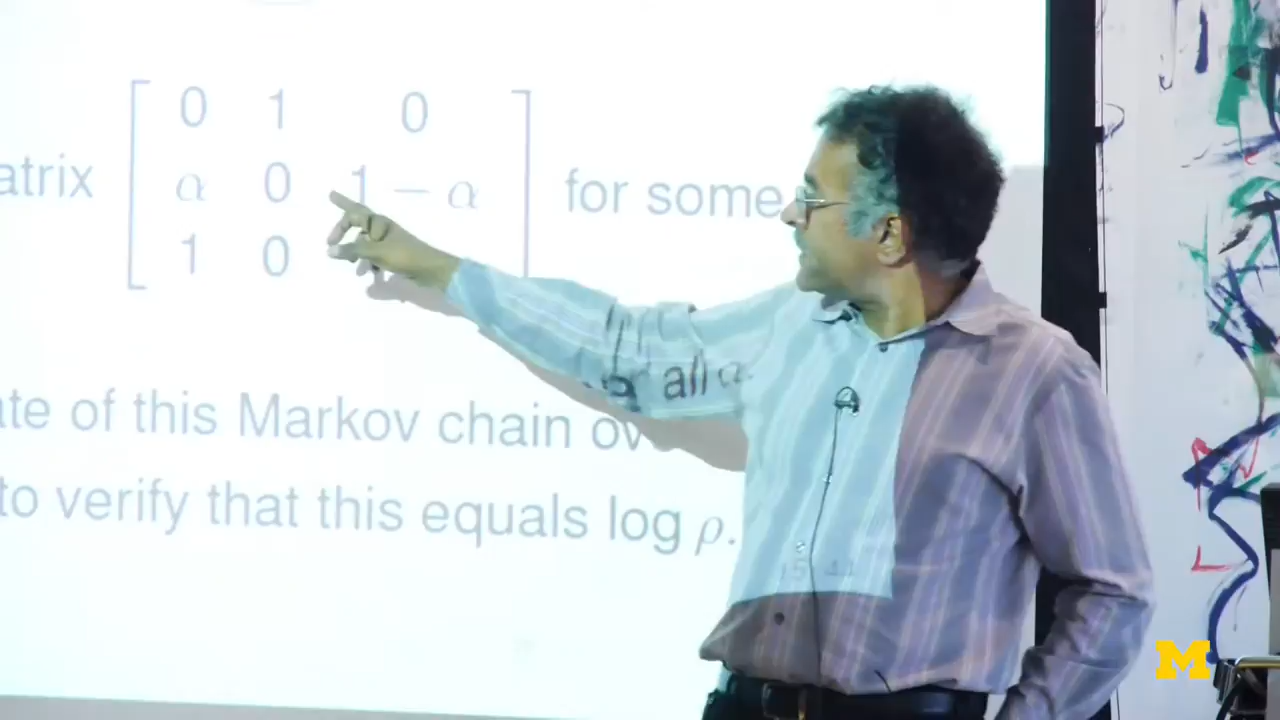 0 1 0
atrix α 0 1 − α for some
1 0
all α.
ate of this Markov chain ov
to verify that this equals log ρ.
M